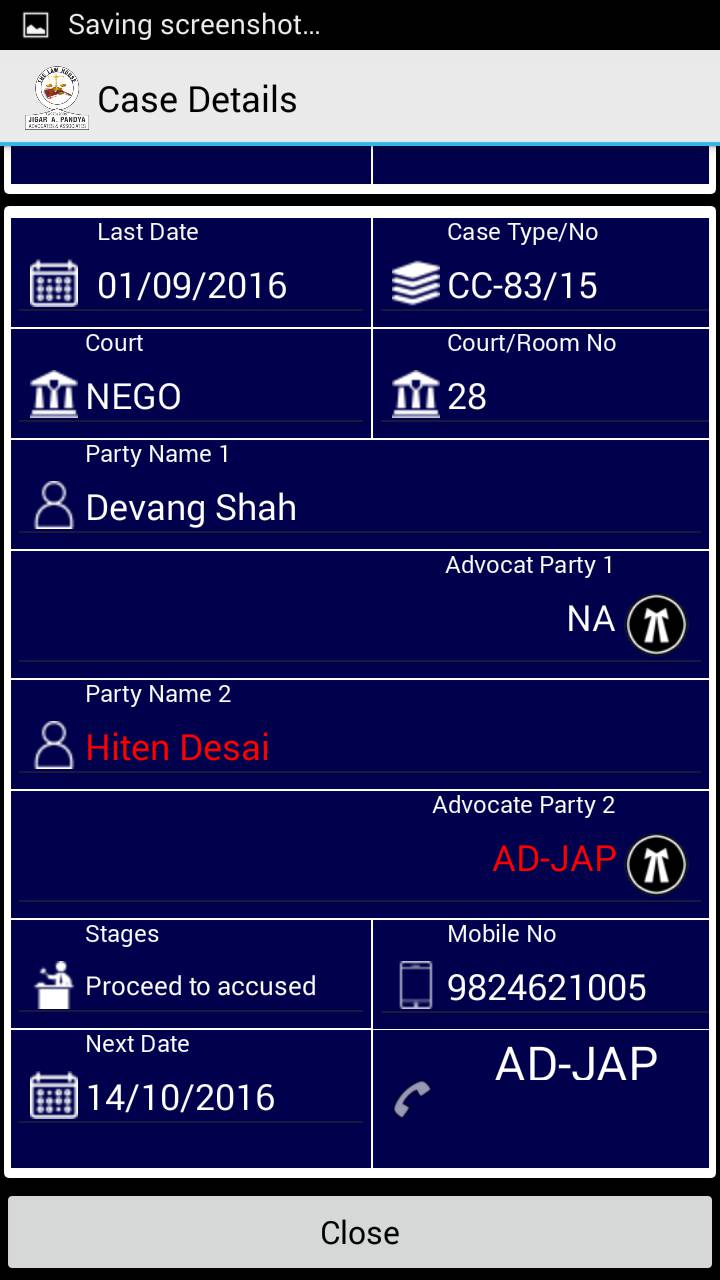 Saving screenshot...
THE LAW HOUSE
JIGAR A. PANDYA
ADVOCATES & ASSOCIATES
Case Details
Last Date
Case Type/No
01/09/2016
CC-83/15
Court
Court/Room No
NEGO
28
Party Name 1
Devang Shah
Advocat Party 1
NA
Party Name 2
Hiten Desai
Advocate Party 2
AD-JAP
Stages
Mobile No
Proceed to accused
9824621005
Next Date
AD-JAP
14/10/2016
Close